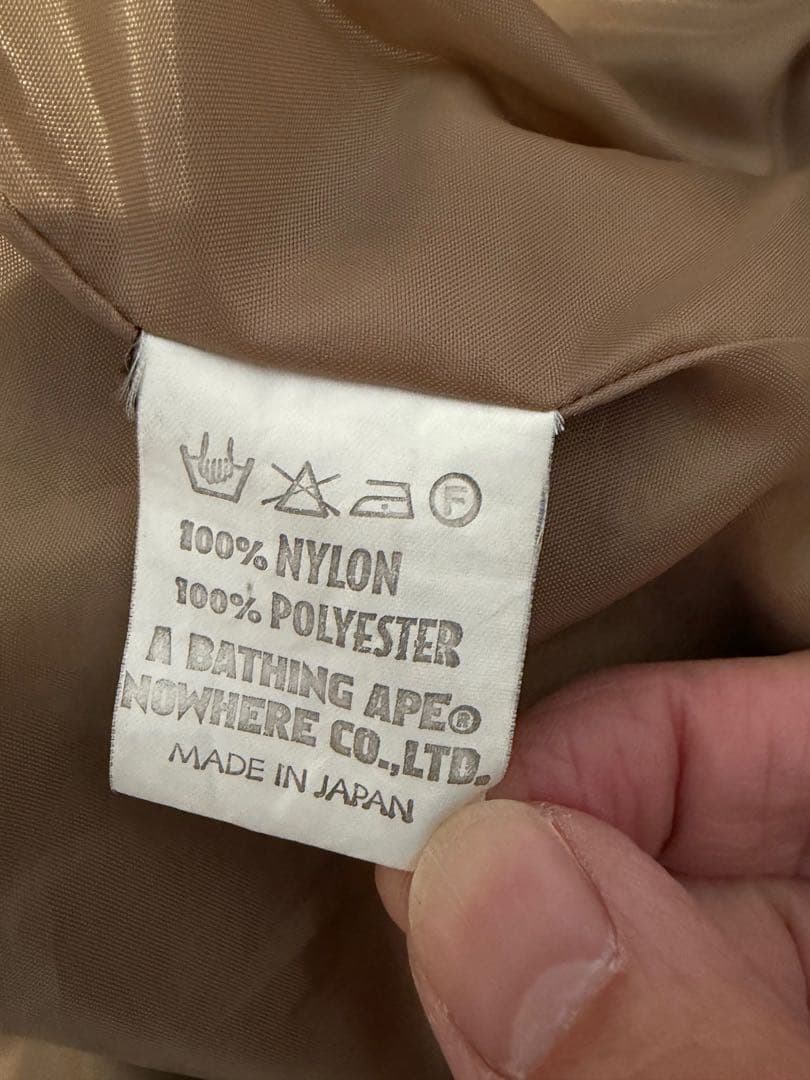 F
100% NYLON
100% POLYESTER
A BATHING APE®
NOWHERE CO.,LTD.
MADE IN JAPAN